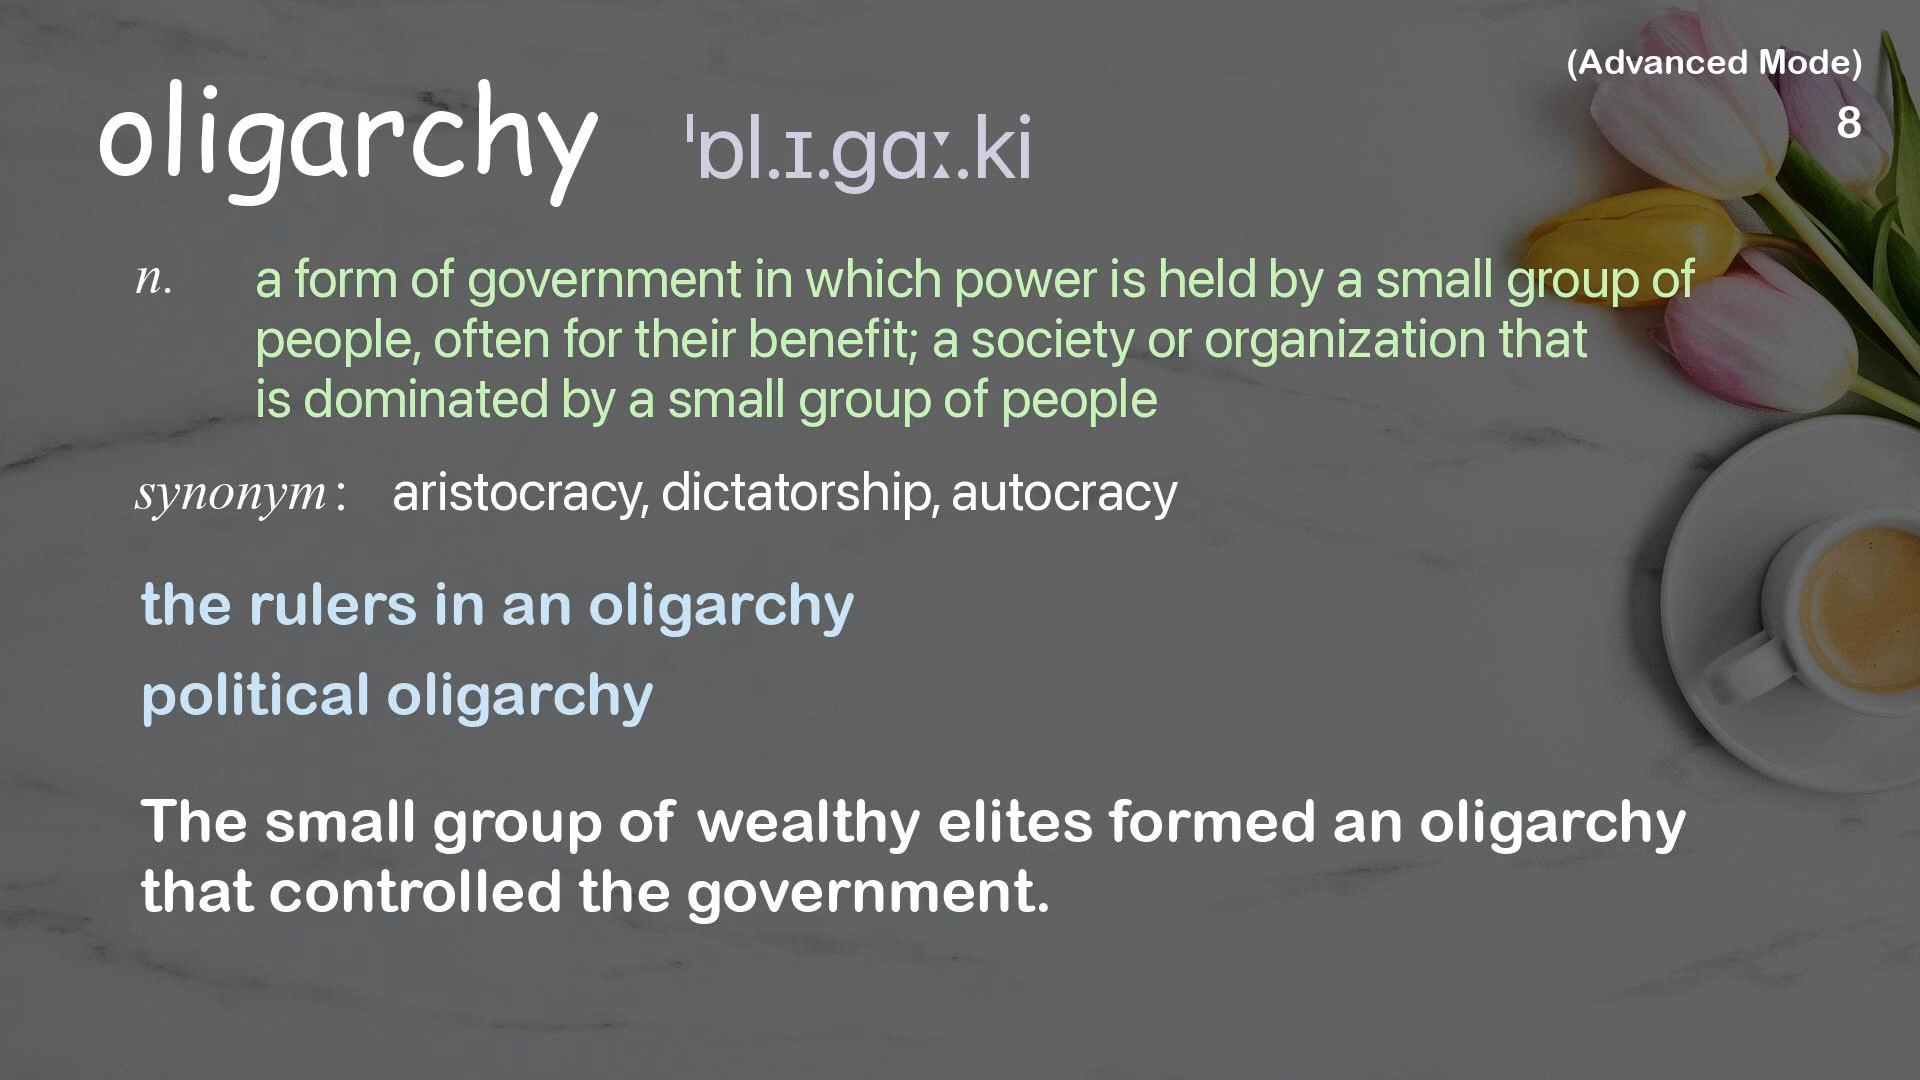 (Advanced Mode)
8
oligarchy ˈɒl.ɪ.gɑː.ki
n. a form of government in which power is held by a small group of
people, often for their benefit; a society or organization that
is dominated by a small group of people
synonym : aristocracy, dictatorship, autocracy
the rulers in an oligarchy
political oligarchy
The small group of wealthy elites formed an oligarchy
that controlled the government.